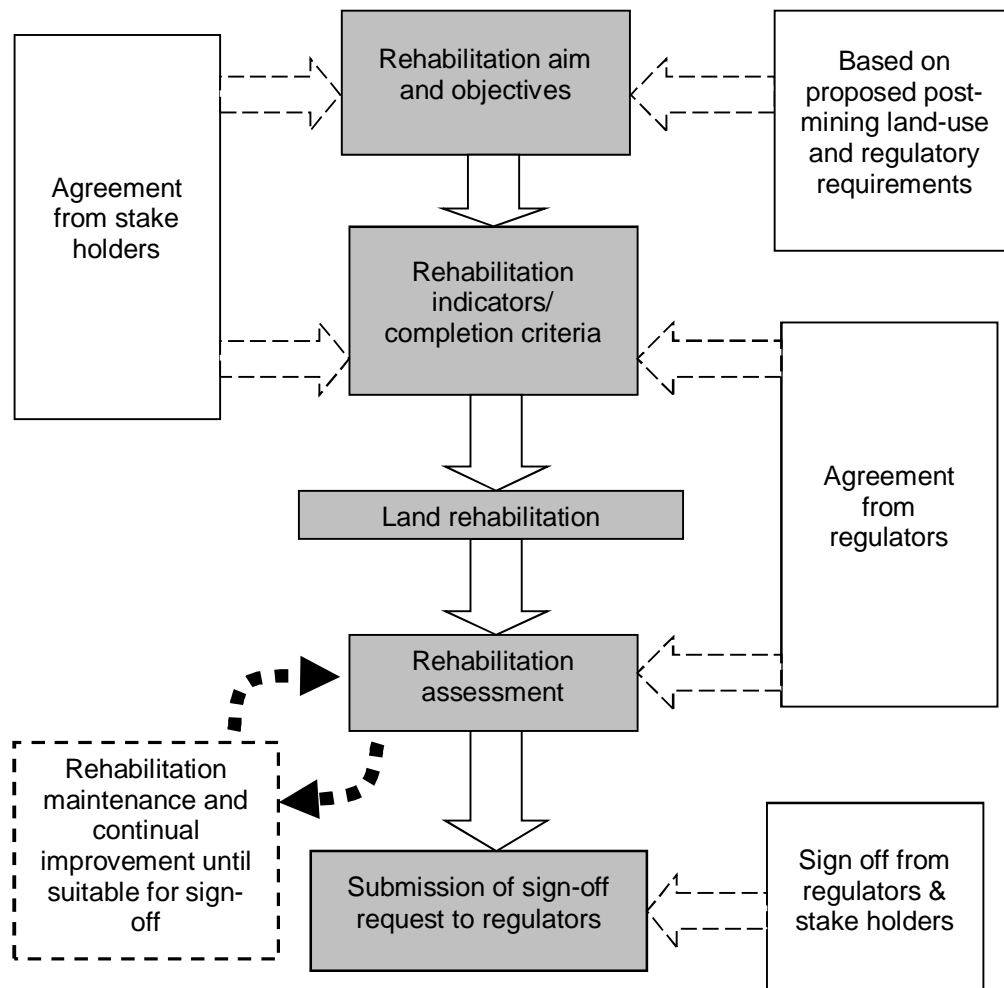 Rehabilitation aim
and objectives
Based on
proposed post-
mining land-use
and regulatory
requirements
Agreement
from stake
holders
Rehabilitation
indicators/
completion criteria
Agreement
from
regulators
Land rehabilitation
Rehabilitation
assessment
Rehabilitation
maintenance and
continual
improvement until
suitable for sign-
off
Submission of sign-off
request to regulators
Sign off from
regulators &
stake holders